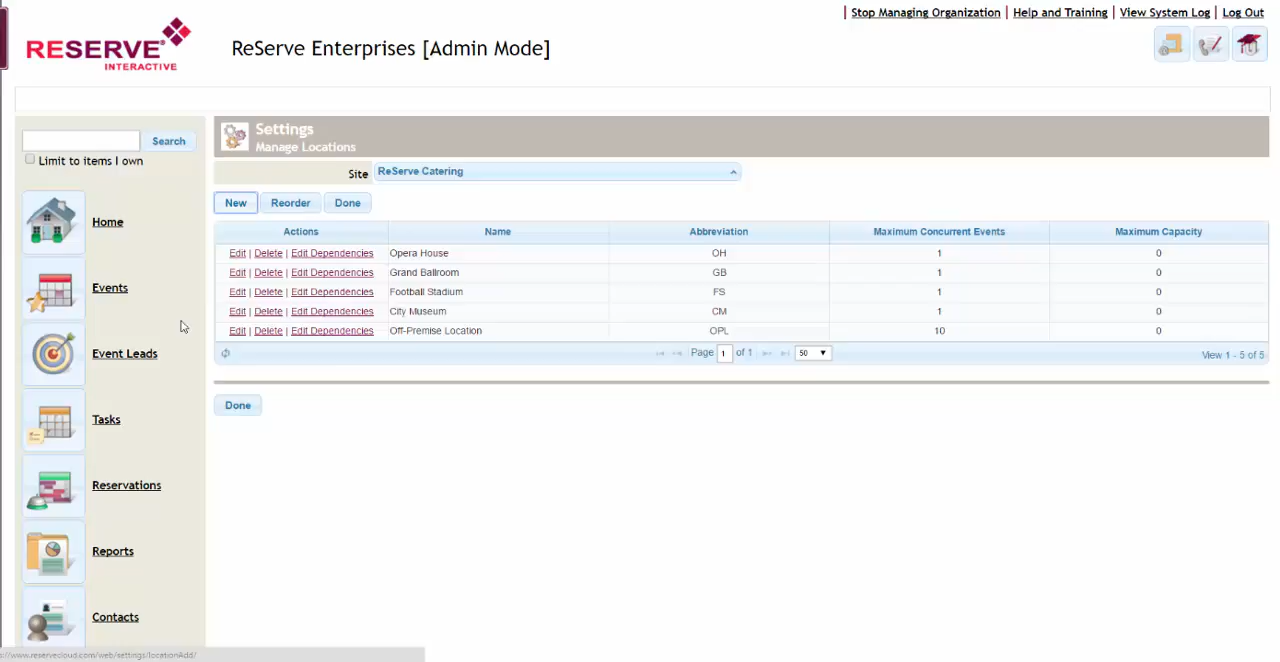 Stop Managing Organization | Help and Training | View System Log | Log Out
RESERVE
INTERACTIVE
ReServe Enterprises [Admin Mode]
Search
Limit to items I own
Home
Events
Event Leads
Tasks
Reservations
Reports
Contacts
Settings
Manage Locations
Site ReServe Catering
New Reorder Done
Actions Name Abbreviation Maximum Concurrent Events Maximum Capacity
Edit | Delete | Edit Dependencies Opera House OH 1 0
Edit | Delete | Edit Dependencies Grand Ballroom GB 1 0
Edit | Delete | Edit Dependencies Football Stadium FS 1 0
Edit | Delete | Edit Dependencies City Museum CM 1 0
Edit | Delete | Edit Dependencies Off-Premise Location OPL 10 0
Page 1 of 1 50 View 1 - 5 of 5
Done
s://www.reservecloud.com/web/settings/locationAdd/